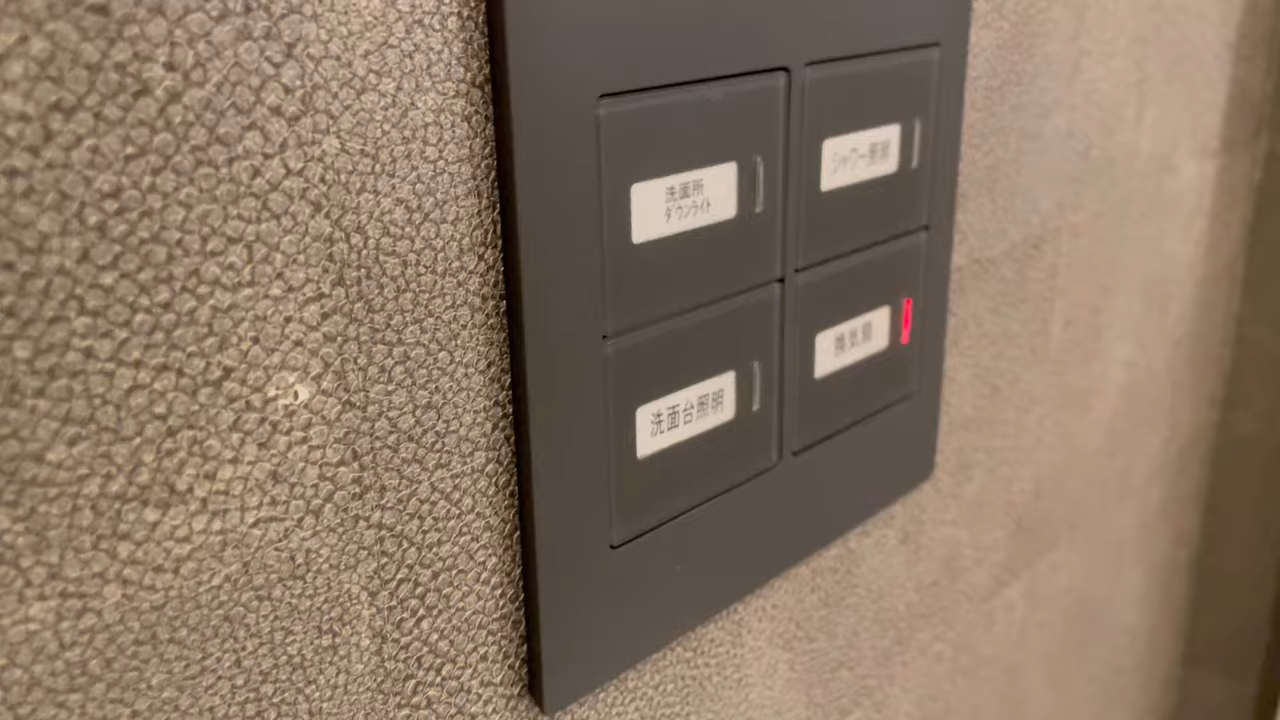 洗面所
ダウンライト
シャワー照明
洗面台照明
換気扇